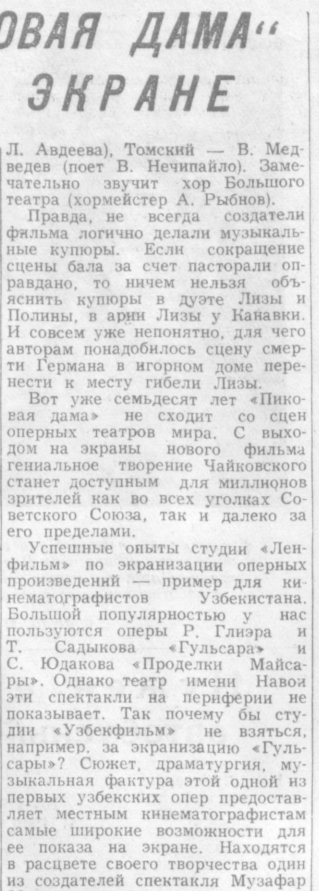 ОВАЯ ДАМА“
ЭКРАНЕ
Л. Авдеева), Томский — В. Мед-
ведев (поет В. Нечипайло). Заме-
чательно звучит хор Большого
театра (хормейстер А. Рыбнов).
Правда, не всегда создатели
фильма логично делали музыкаль-
ные купюры. Если сокращение
сцены бала за счет пасторали оп-
равдано, то ничем нельзя объ-
яснить купюры в дуэте Лизы и
Полины, в арии Лизы у Канавки.
И совсем уже непонятно, для чего
авторам понадобилось сцену смер-
ти Германа в игорном доме пере-
нести к месту гибели Лизы.
Вот уже семьдесят лет «Пико-
вая дама» не сходит со сцен
оперных театров мира. С выхо-
дом на экраны нового фильма
гениальное творение Чайковского
станет доступным для миллионов
зрителей как во всех уголках Со-
ветского Союза, так и далеко за
его пределами.
Успешные опыты студии «Лен-
фильм» по экранизации оперных
произведений — пример для ки-
нематографистов Узбекистана.
Большой популярностью у нас
пользуются оперы Р. Глиэра и
Т. Садыкова «Гульсара» и
С. Юдакова «Проделки Майса-
ры». Однако театр имени Навои
эти спектакли на периферии не
показывает. Так почему бы сту-
дии «Узбекфильм» не взяться,
например, за экранизацию «Гуль-
сары»? Сюжет, драматургия, му-
зыкальная фактура этой одной из
первых узбекских опер предостав-
ляет местным кинематографистам
самые широкие возможности для
ее показа на экране. Находятся
в расцвете своего творчества один
из создателей спектакля Музафар